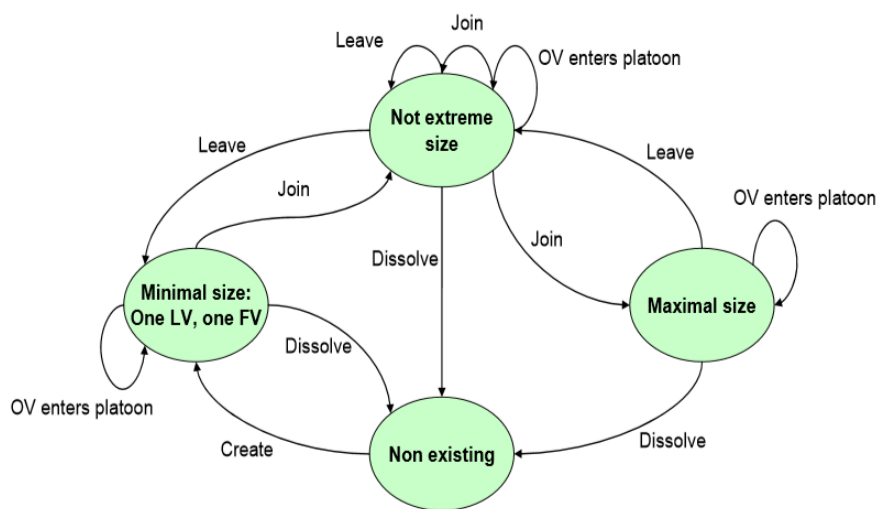 Join
Leave
OV enters platoon
Not extreme
size
Leave
Leave
Join
OV enters platoon
Join
Dissolve
Minimal size:
One LV, one FV
Maximal size
Dissolve
OV enters platoon
Create
Non existing
Dissolve